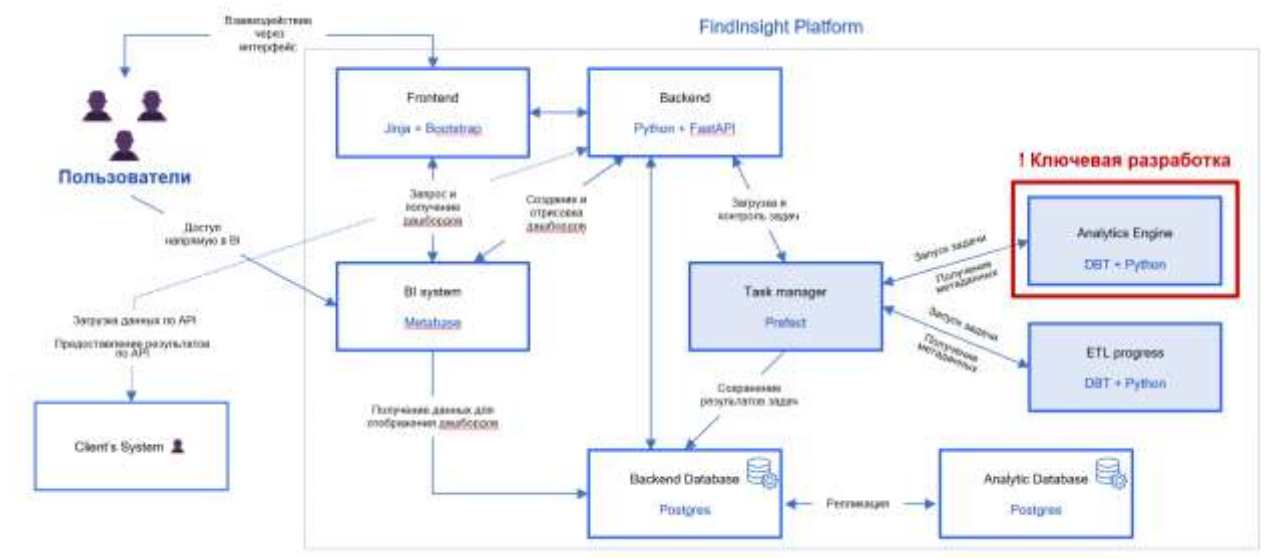 Взаимодействие
через
интерфейс
FindInsight Platform
Frontend
Jinja + Bootstrap
Backend
Python + FastAPI
Пользователи
! Ключевая разработка
Запрос и
получение
дашбордов
Создание и
отрисовка
дашбордов
Загрузка и
контроль задач
Доступ
напрямую в BI
Analytics Engine
DBT + Python
Запуск задачи
Получение
метаданных
BI system
Metabase
Task manager
Prefect
Загрузка данных по API
Предоставление результатов
по API
Запуск задачи
Получение
метаданных
ETL progress
DBT + Python
Сохранение
результатов задач
Получение данных для
отображения дашбордов
Client's System
Backend Database
Postgres
Репликация
Analytic Database
Postgres